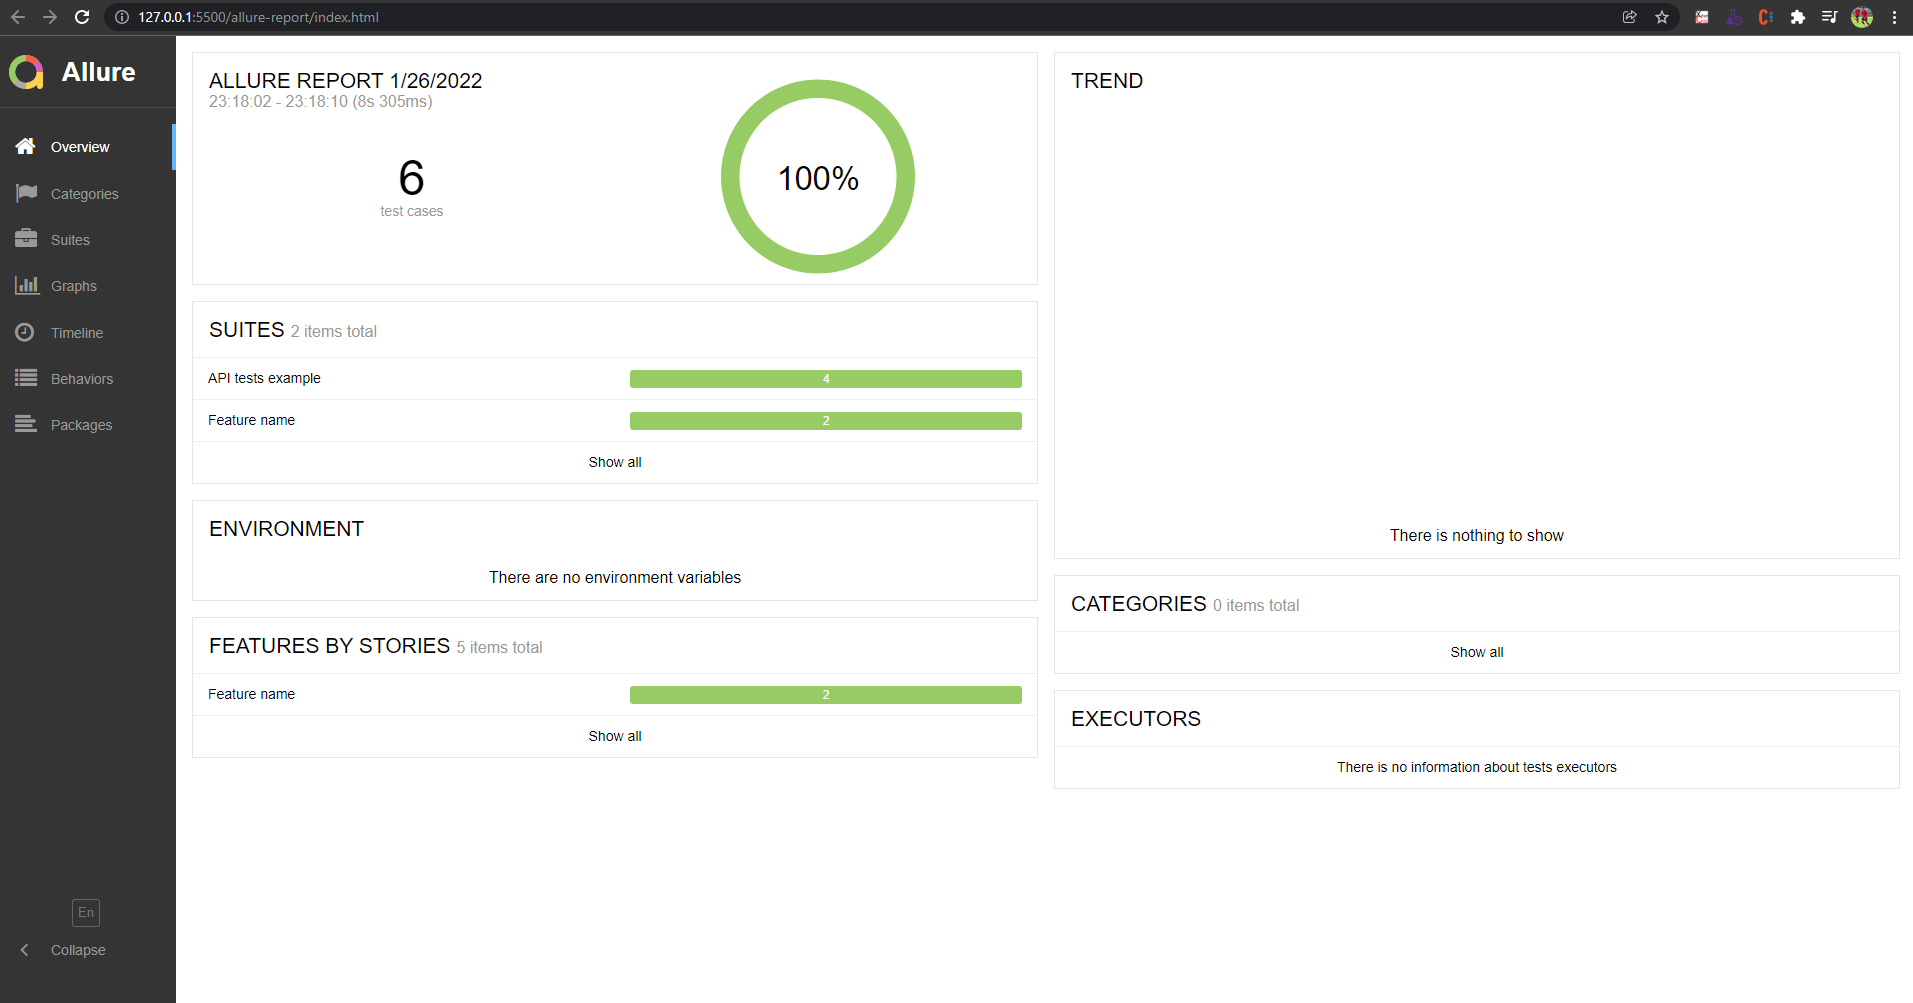 127.0.0.1:5500/allure-report/index.html
Allure
Overview
Categories
Suites
Graphs
Timeline
Behaviors
Packages
En
Collapse
ALLURE REPORT 1/26/2022
23:18:02 - 23:18:10 (8s 305ms)
6
test cases
100%
SUITES 2 items total
API tests example 4
Feature name 2
Show all
ENVIRONMENT
There are no environment variables
FEATURES BY STORIES 5 items total
Feature name 2
Show all
TREND
There is nothing to show
CATEGORIES 0 items total
Show all
EXECUTORS
There is no information about tests executors